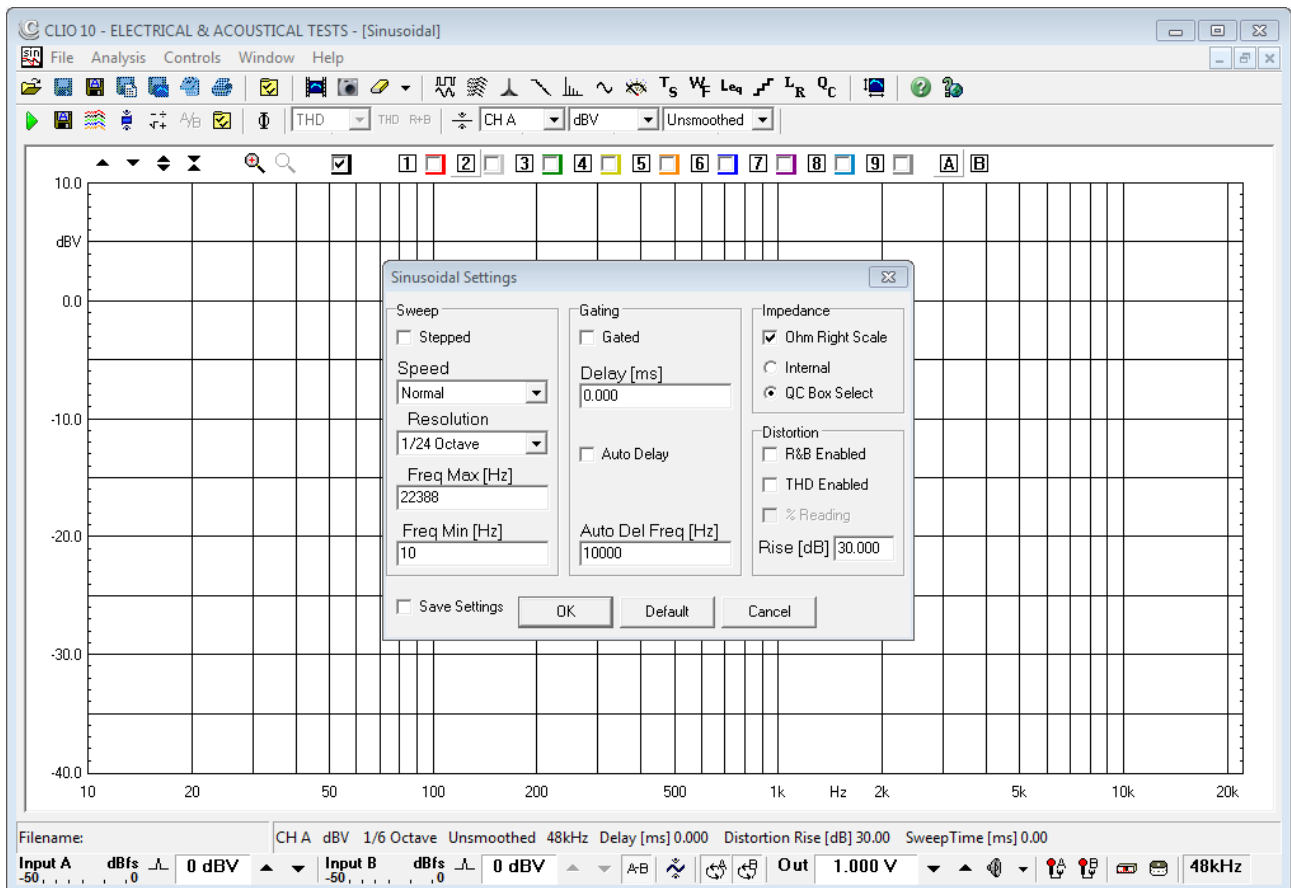 CLIO 10 - ELECTRICAL & ACOUSTICAL TESTS - [Sinusoidal]
sin File Analysis Controls Window Help
TS WF Leq LR QC
A/B THD THD R+B CH A dBV Unsmoothed
1 2 3 4 5 6 7 8 9 A B
10.0
dBV
0.0
-10.0
-20.0
-30.0
-40.0
Sinusoidal Settings
Sweep
Stepped
Speed
Normal
Resolution
1/24 Octave
Freq Max [Hz]
22388
Freq Min [Hz]
10
Gating
Gated
Delay [ms]
0.000
Auto Delay
Auto Del Freq [Hz]
10000
Impedance
Ohm Right Scale
Internal
QC Box Select
Distortion
R&B Enabled
THD Enabled
% Reading
Rise [dB] 30.000
Save Settings OK Default Cancel
10 20 50 100 200 500 1k Hz 2k 5k 10k 20k
Filename: CH A dBV 1/6 Octave Unsmoothed 48kHz Delay [ms] 0.000 Distortion Rise [dB] 30.00 SweepTime [ms] 0.00
Input A dBfs 0 dBV Input B dBfs 0 dBV A-B A B Out 1.000 V A B 48kHz
-50 0 -50 0